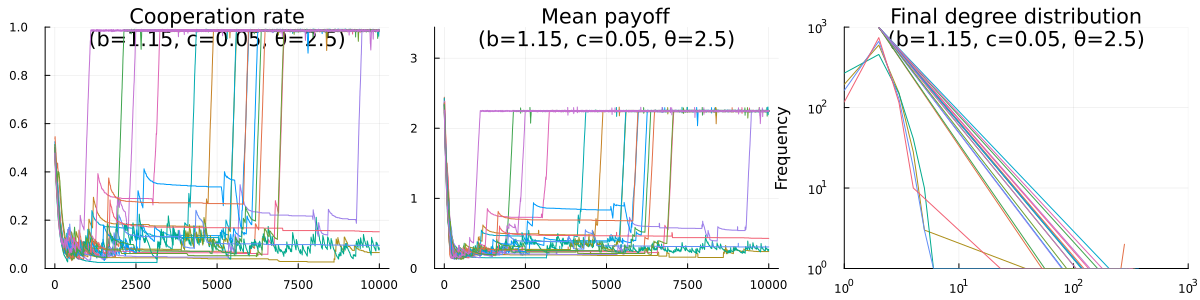 Cooperation rate
(b=1.15, c=0.05, θ=2.5)
1.0
0.8
0.6
0.4
0.2
0.0
0 2500 5000 7500 10000
Mean payoff
(b=1.15, c=0.05, θ=2.5)
3
2
1
0
0 2500 5000 7500 10000
Final degree distribution
(b=1.15, c=0.05, θ=2.5)
Frequency
10³
10²
10¹
10⁰
10⁰ 10¹ 10² 10³